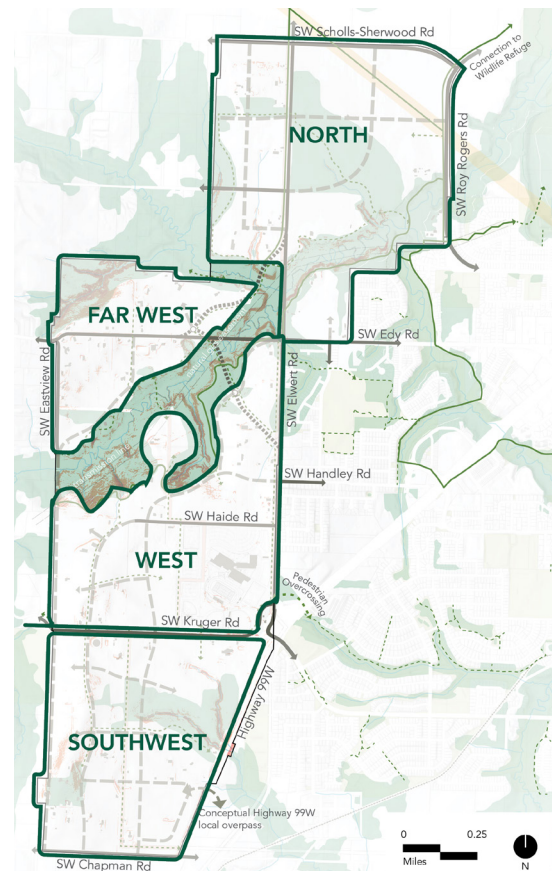 SW Scholls-Sherwood Rd
Connection to
Wildlife Refuge
NORTH
SW Roy Rogers Rd
FAR WEST
SW Edy Rd
SW Eastview Rd
SW Elwert Rd
SW Handley Rd
SW Haide Rd
WEST
Pedestrian
Overcrossing
SW Kruger Rd
Highway 99W
SOUTHWEST
Conceptual Highway 99W
local overpass
SW Chapman Rd
0 0.25
Miles
N